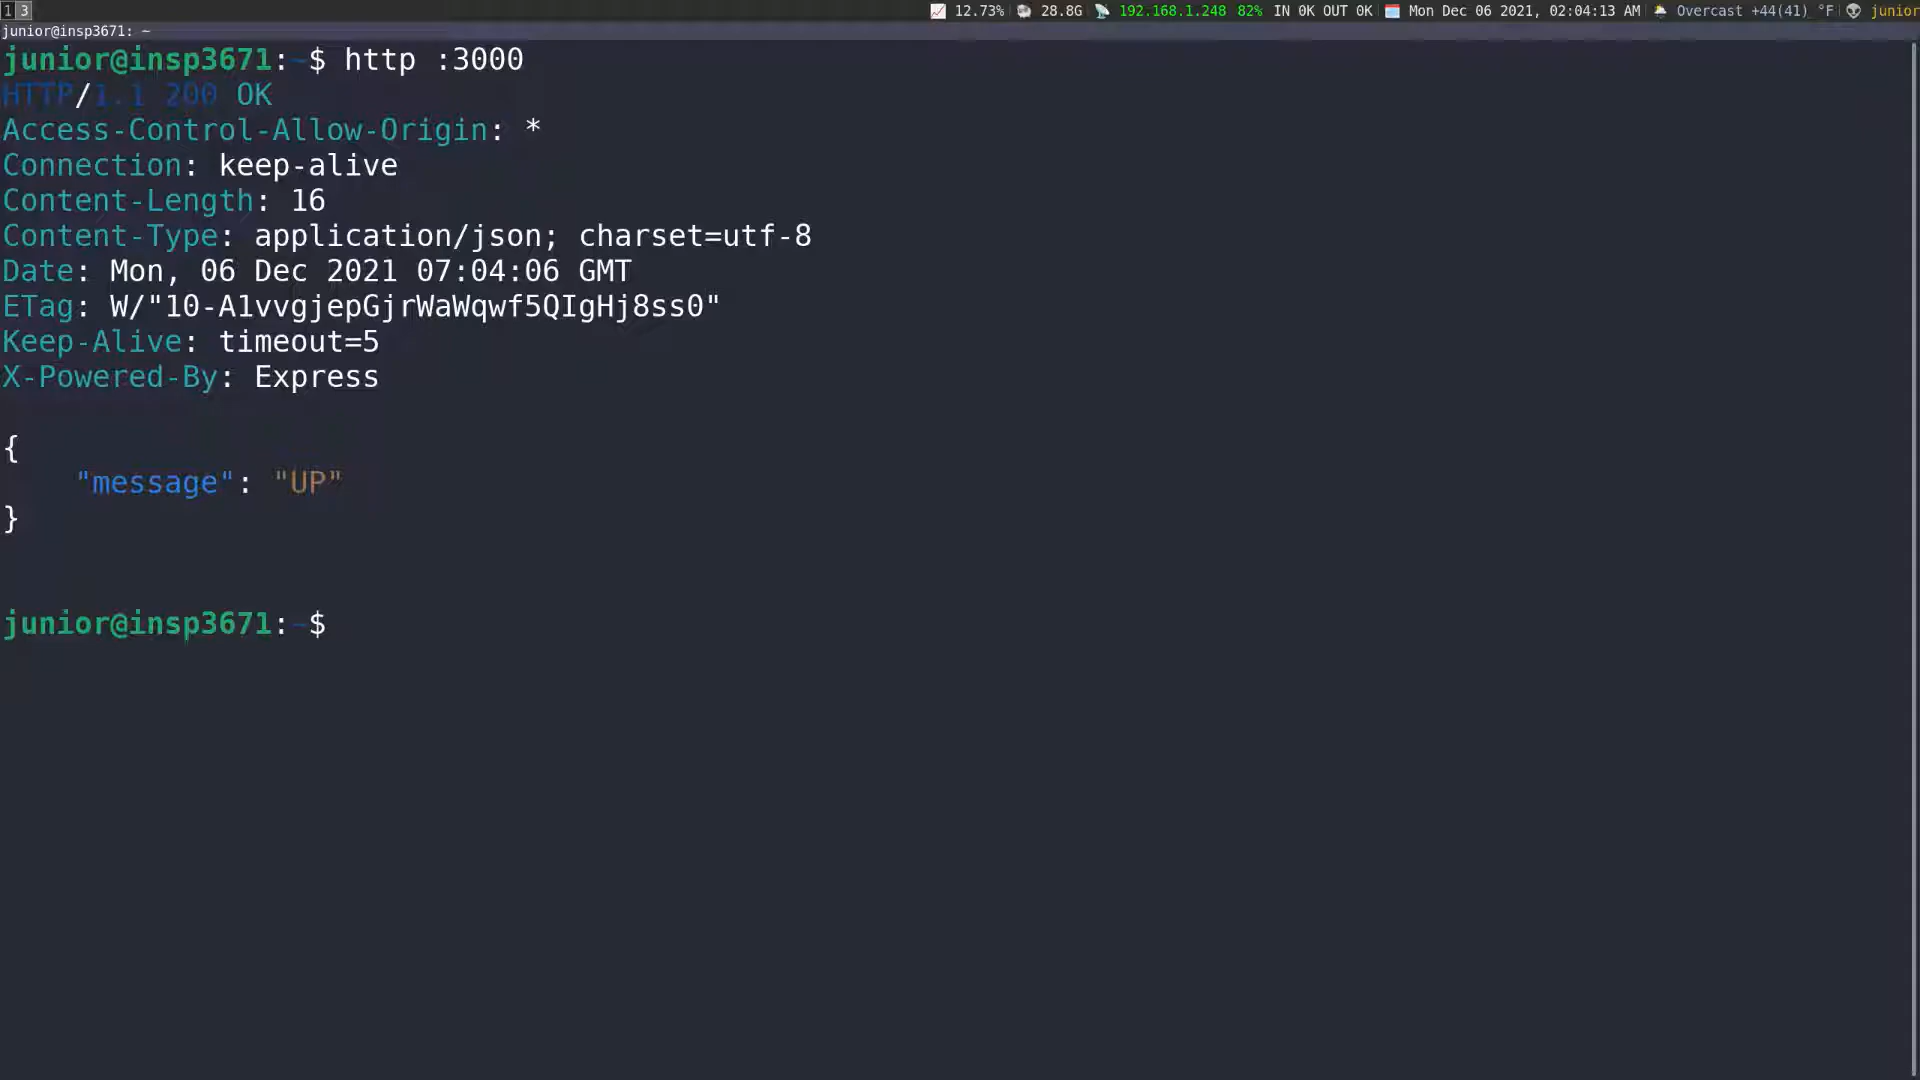 1 3 12.73% 28.8G 192.168.1.248 82% IN 0K OUT 0K Mon Dec 06 2021, 02:04:13 AM Overcast +44(41) °F junior
junior@insp3671: ~
junior@insp3671:~$ http :3000
HTTP/1.1 200 OK
Access-Control-Allow-Origin: *
Connection: keep-alive
Content-Length: 16
Content-Type: application/json; charset=utf-8
Date: Mon, 06 Dec 2021 07:04:06 GMT
ETag: W/"10-A1vvgjepGjrWaWqwf5QIgHj8ss0"
Keep-Alive: timeout=5
X-Powered-By: Express
{
    "message": "UP"
}
junior@insp3671:~$